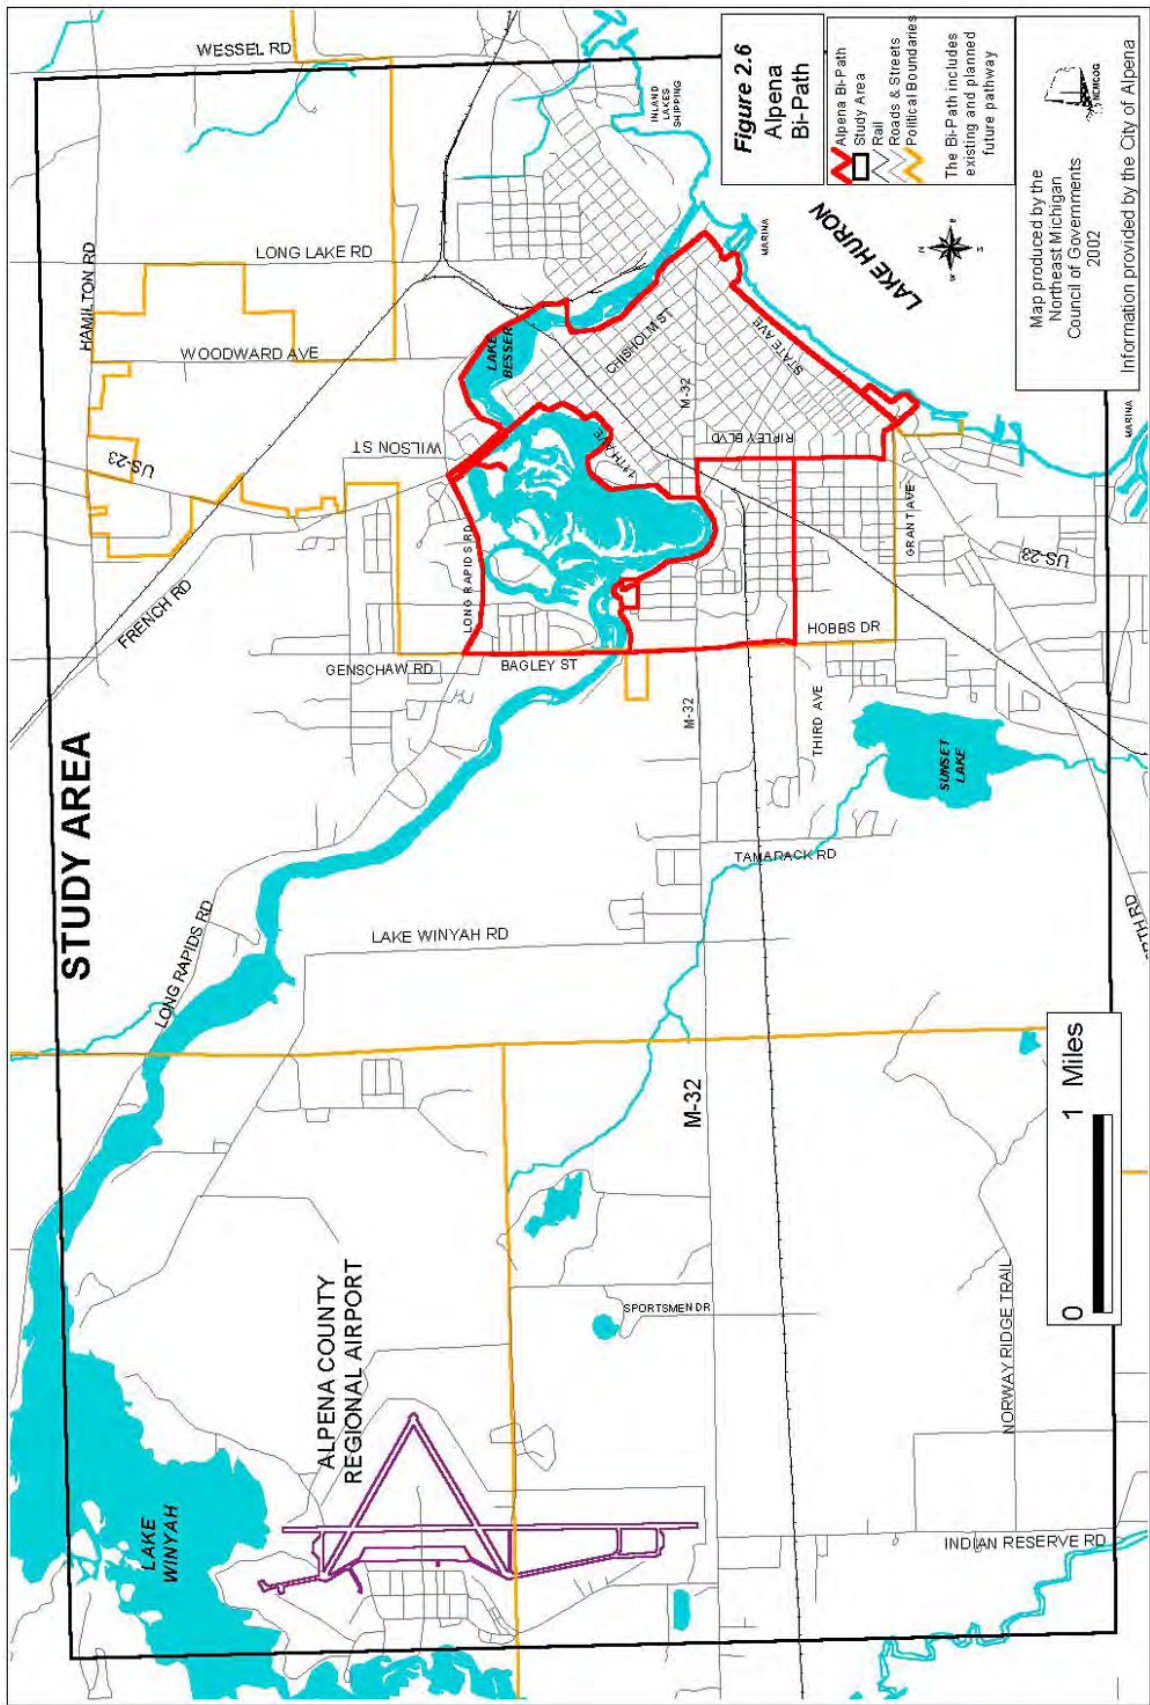 STUDY AREA
WESSEL RD
HAMILTON RD
LONG LAKE RD
WOODWARD AVE
US-23
WILSON ST
FRENCH RD
GENSCHAW RD
LONG RAPIDS RD
BAGLEY ST
LAKE
BESSER
INLAND
LAKES
SHIPPING
CHISHOLM ST
M-32
STATE AVE
RIPLEY BLVD
11TH AVE
MARINA
LAKE HURON
MARINA
GRANT AVE
US-23
HOBBS DR
THIRD AVE
M-32
SUNSET
LAKE
TAMARACK RD
LAKE WINYAH RD
LONG RAPIDS RD
M-32
ALPENA COUNTY
REGIONAL AIRPORT
LAKE
WINYAH
SPORTSMEN DR
NORWAY RIDGE TRAIL
INDIAN RESERVE RD
0 1 Miles
Figure 2.6
Alpena
Bi-Path
Alpena Bi-Path
Study Area
Rail
Roads & Streets
Political Boundaries
The Bi-Path includes
existing and planned
future pathway
N
E
S
W
NEMCOG
Map produced by the
Northeast Michigan
Council of Governments
2002
Information provided by the City of Alpena